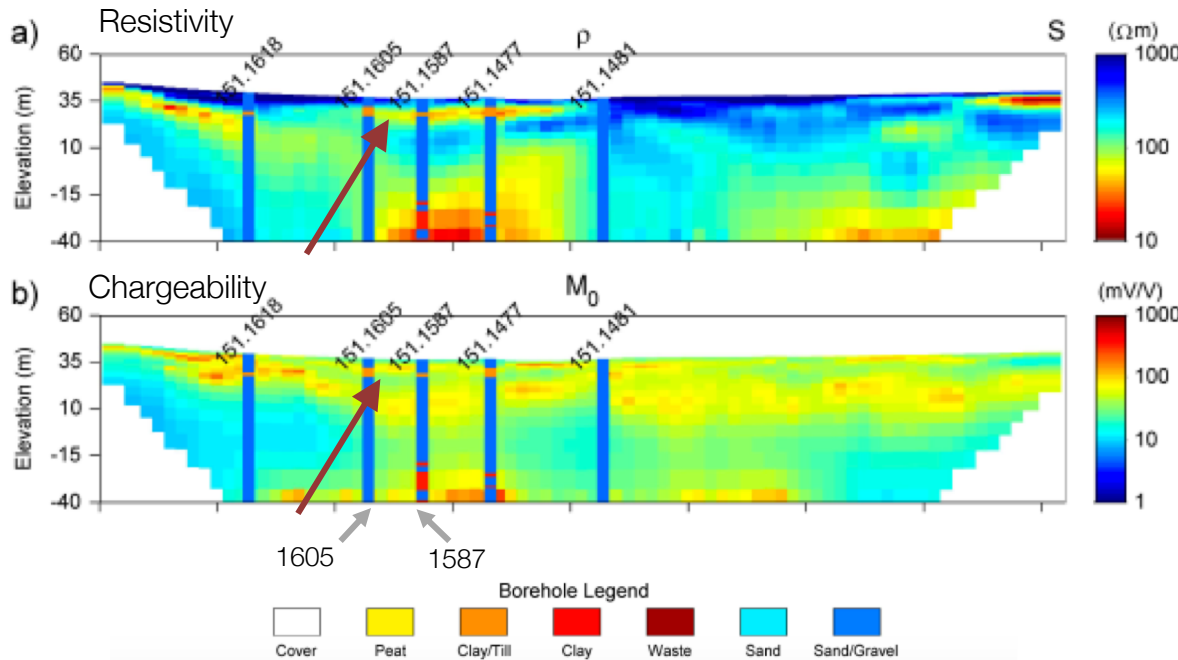 Resistivity
a)
ρ
S
(Ωm)
60
35
10
-15
-40
Elevation (m)
151.1618
151.1605
151.1587
151.1477
151.1481
1000
100
10
Chargeability
b)
M0
(mV/V)
60
35
10
-15
-40
Elevation (m)
151.1618
151.1605
151.1587
151.1477
151.1481
1000
100
10
1
1605
1587
Borehole Legend
Cover
Peat
Clay/Till
Clay
Waste
Sand
Sand/Gravel